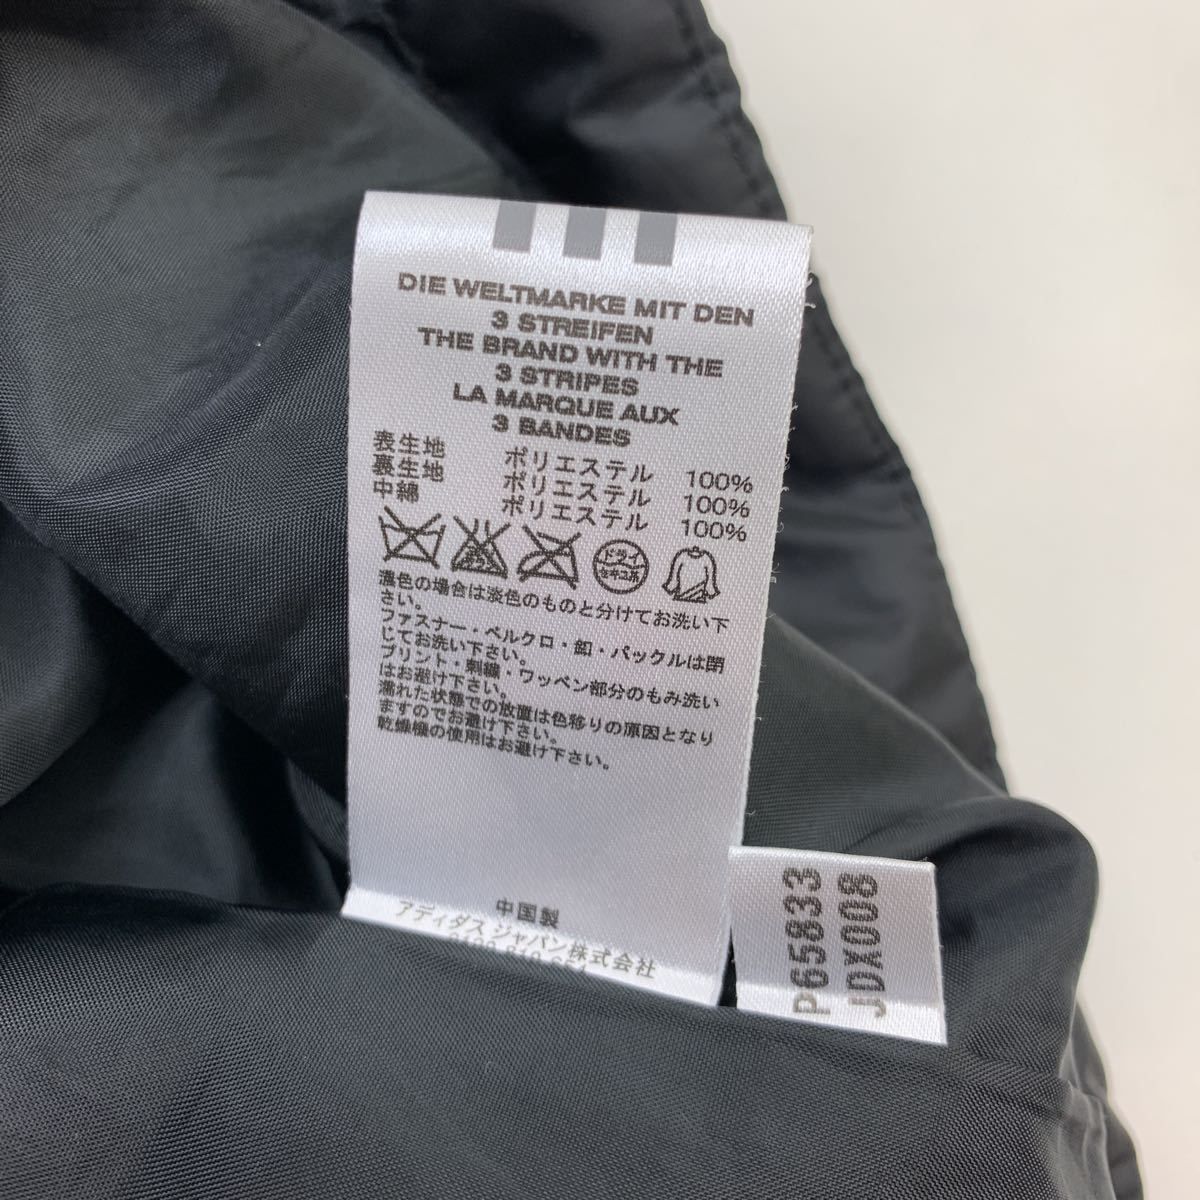 DIE WELTMARKE MIT DEN
3 STREIFEN
THE BRAND WITH THE
3 STRIPES
LA MARQUE AUX
3 BANDES
表生地 ポリエステル 100%
裏生地 ポリエステル 100%
中綿 ポリエステル 100%
ドライ
セキユ系
濃色の場合は淡色のものと分けてお洗い下
さい。
ファスナー・ベルクロ・釦・バックルは閉
じてお洗い下さい。
プリント・刺繍・ワッペン部分のもみ洗い
はお避け下さい。
濡れた状態での放置は色移りの原因となり
ますのでお避け下さい。
乾燥機の使用はお避け下さい。
中国製
アディダス ジャパン株式会社
P65833
JDX008